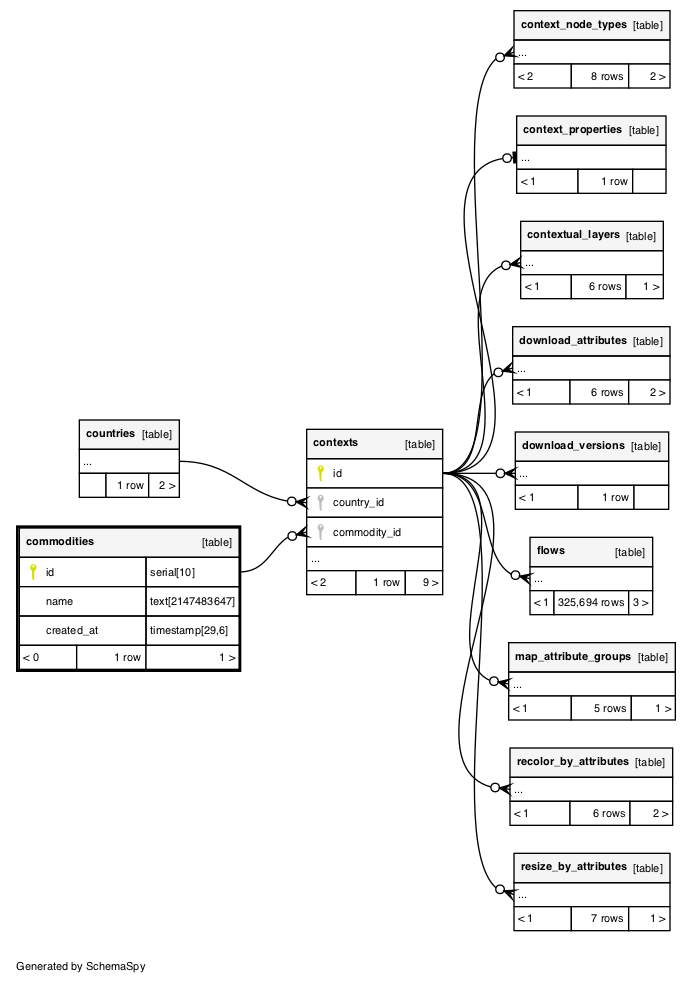 context_node_types [table]
...
< 2 8 rows 2 >
context_properties [table]
...
< 1 1 row
contextual_layers [table]
...
< 1 6 rows 1 >
download_attributes [table]
...
< 1 6 rows 2 >
countries [table]
...
1 row 2 >
contexts [table]
id
country_id
commodity_id
...
< 2 1 row 9 >
download_versions [table]
...
< 1 1 row
commodities [table]
id serial[10]
name text[2147483647]
created_at timestamp[29,6]
< 0 1 row 1 >
flows [table]
...
< 1 325,694 rows 3 >
map_attribute_groups [table]
...
< 1 5 rows 1 >
recolor_by_attributes [table]
...
< 1 6 rows 2 >
resize_by_attributes [table]
...
< 1 7 rows 1 >
Generated by SchemaSpy